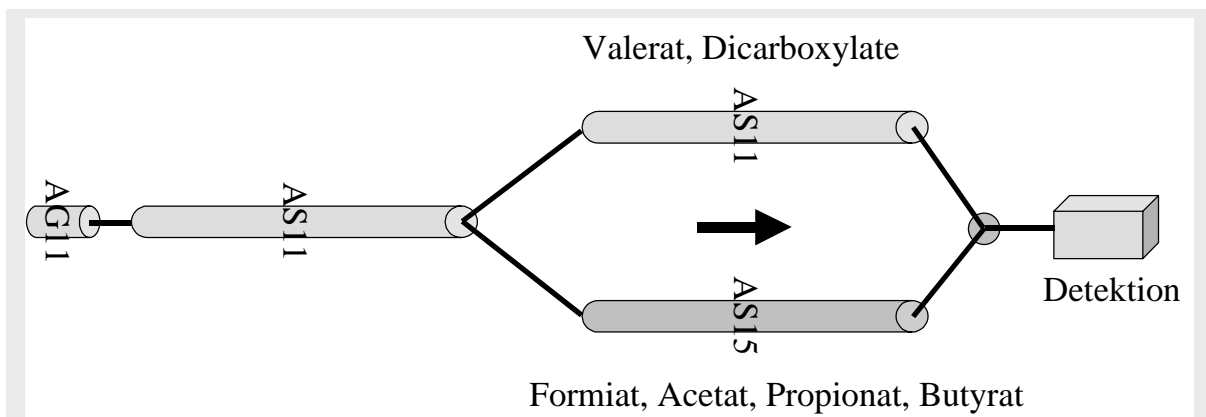 Valerat, Dicarboxylate
AS11
AG11
AS11
AS15
Detektion
Formiat, Acetat, Propionat, Butyrat